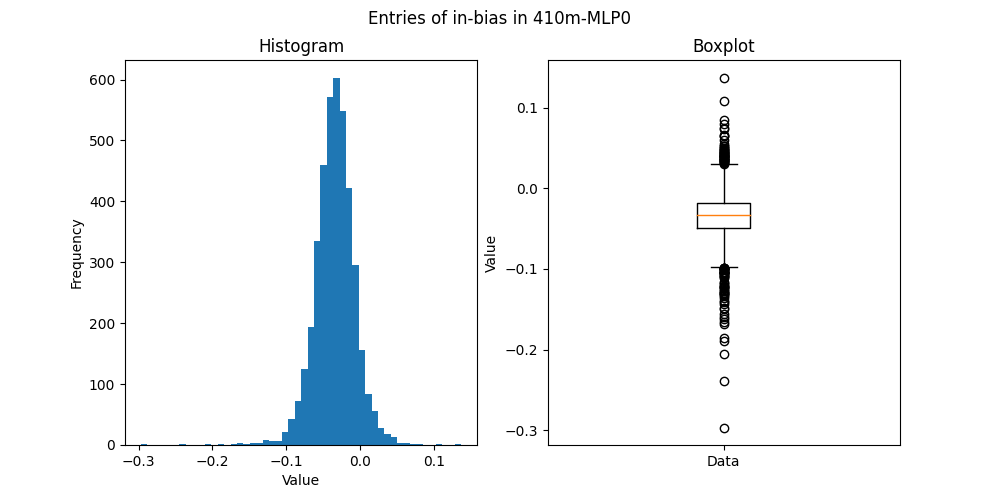 Entries of in-bias in 410m-MLP0
Histogram
Frequency
600
500
400
300
200
100
0
−0.3 −0.2 −0.1 0.0 0.1
Value
Boxplot
Value
0.1
0.0
−0.1
−0.2
−0.3
Data